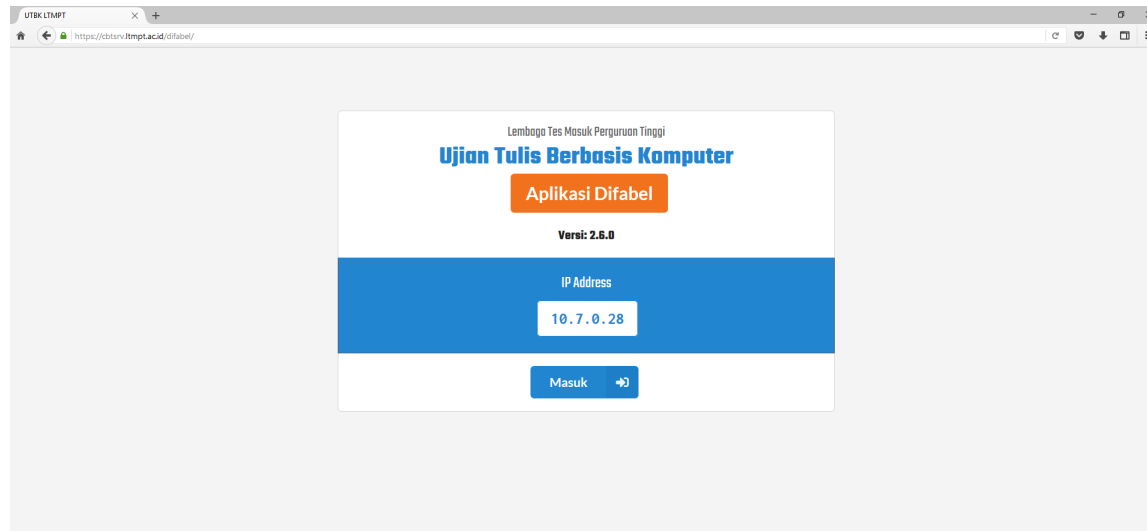 UTBK LTMPT
https://cbtsrv.ltmpt.ac.id/difabel/
Lembaga Tes Masuk Perguruan Tinggi
Ujian Tulis Berbasis Komputer
Aplikasi Difabel
Versi: 2.6.0
IP Address
10.7.0.28
Masuk